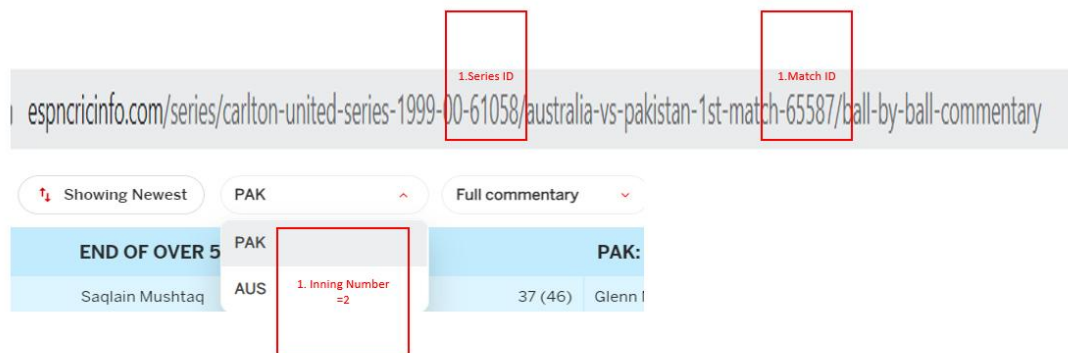 1.Series ID
1.Match ID
espncricinfo.com/series/carlton-united-series-1999-00-61058/australia-vs-pakistan-1st-match-65587/ball-by-ball-commentary
Showing Newest PAK Full commentary
END OF OVER 5 PAK PAK:
Saqlain Mushtaq AUS 1. Inning Number 37 (46) Glenn
=2